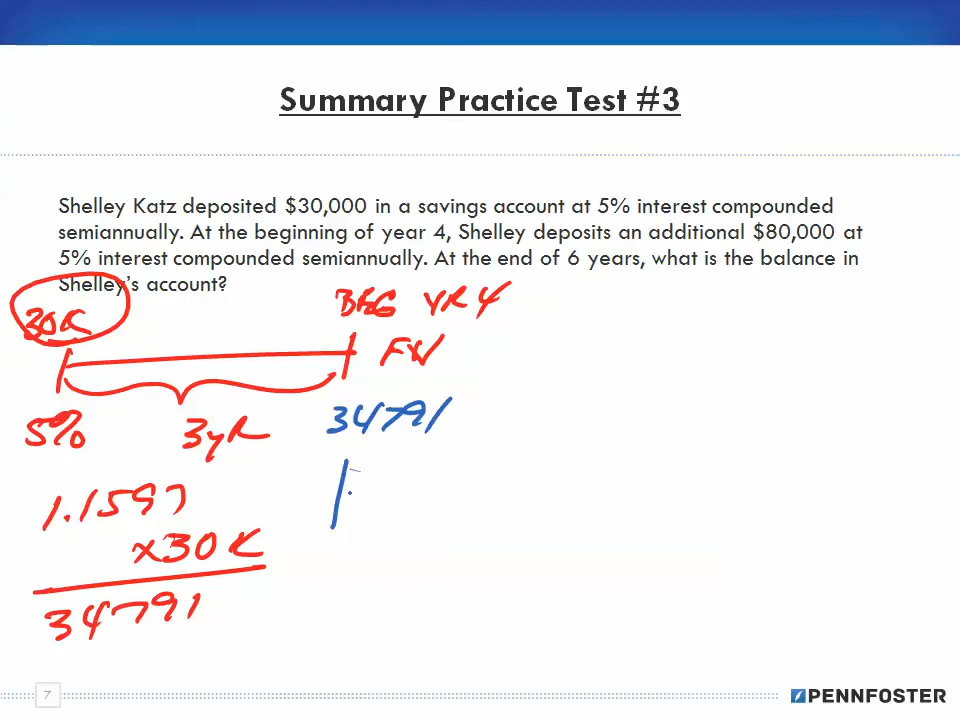 Summary Practice Test #3
Shelley Katz deposited $30,000 in a savings account at 5% interest compounded
semiannually. At the beginning of year 4, Shelley deposits an additional $80,000 at
5% interest compounded semiannually. At the end of 6 years, what is the balance in
Shelley's account?
30K
BEG YR 4
FW
5%
3yR
34791
1.1597
x30K
34791
7
PENNFOSTER